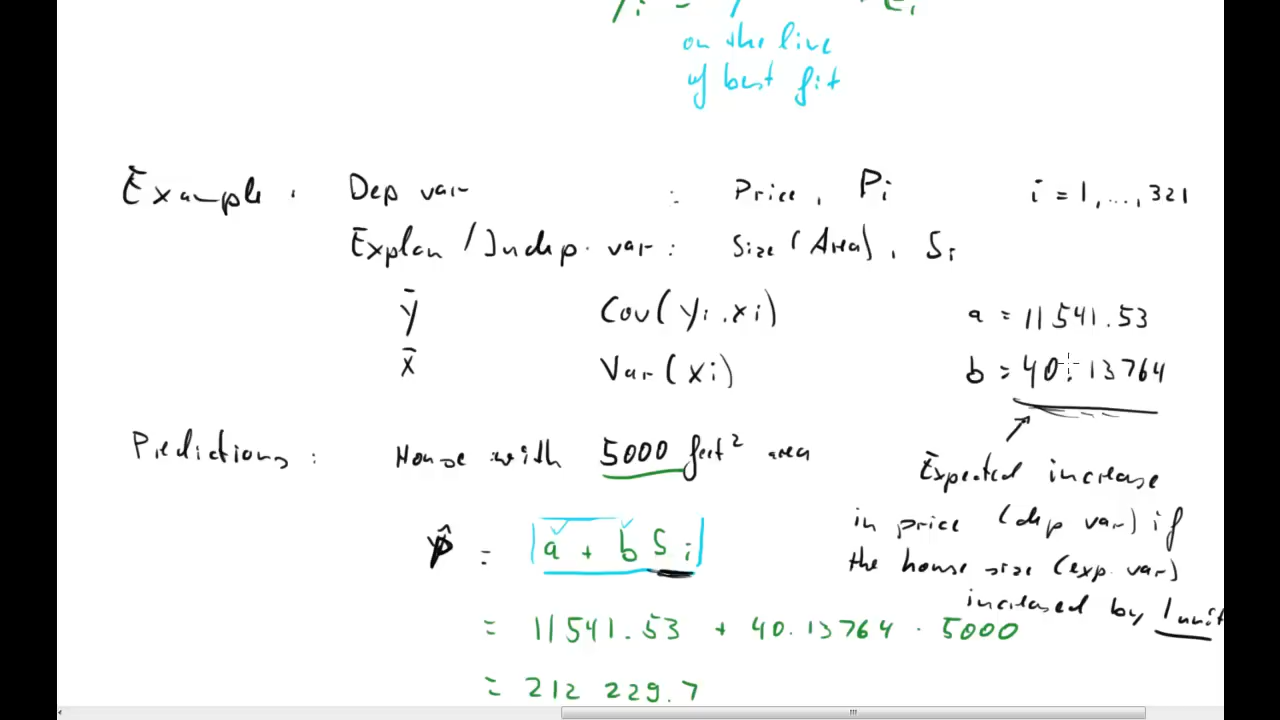 on the line
of best fit
Example : Dep var : Price, Pi i = 1,...,321
Explan / Indep. var : Size (Area), Si
ȳ Cov(yi, xi) a = 11541.53
x̄ Var(xi) b = 40.13764
Predictions : House with 5000 feet² area
Expected increase
in price (dep var) if
p̂ = a + b Si
the house size (exp. var)
increased by 1 unit
= 11541.53 + 40.13764 · 5000
= 212 229.7